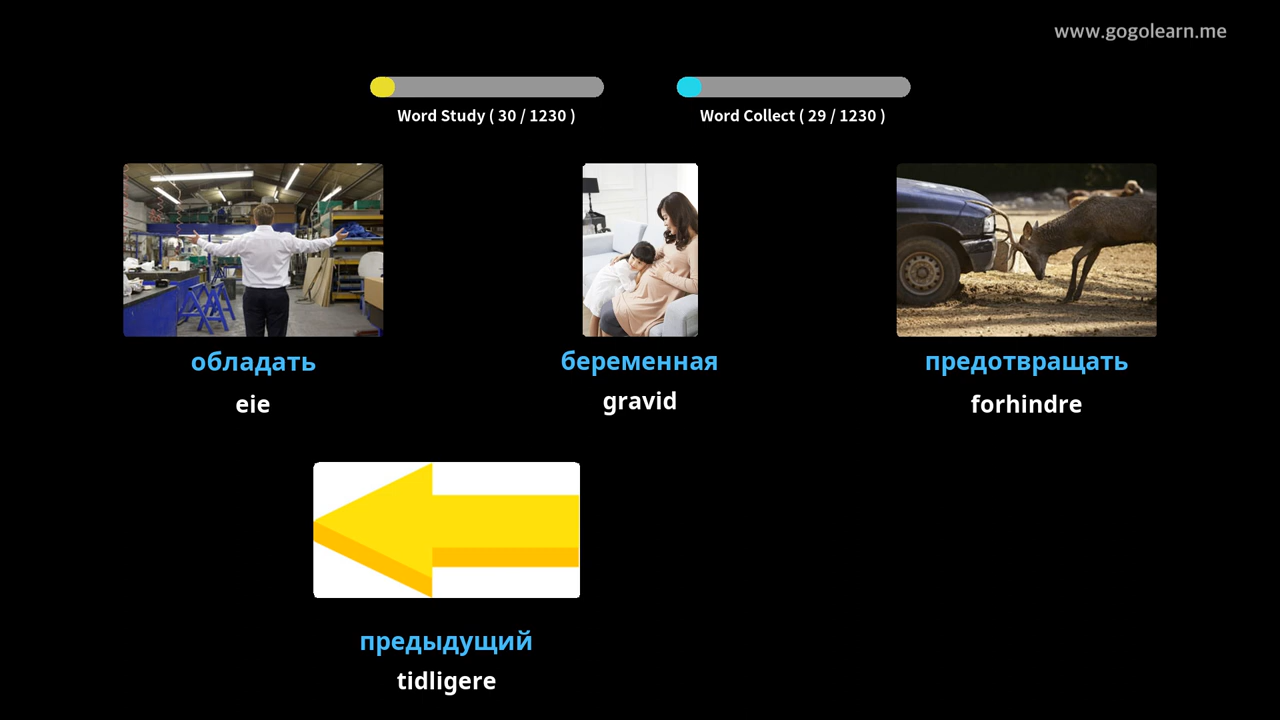 www.gogolearn.me
Word Study ( 30 / 1230 )
Word Collect ( 29 / 1230 )
обладать
eie
беременная
gravid
предотвращать
forhindre
предыдущий
tidligere